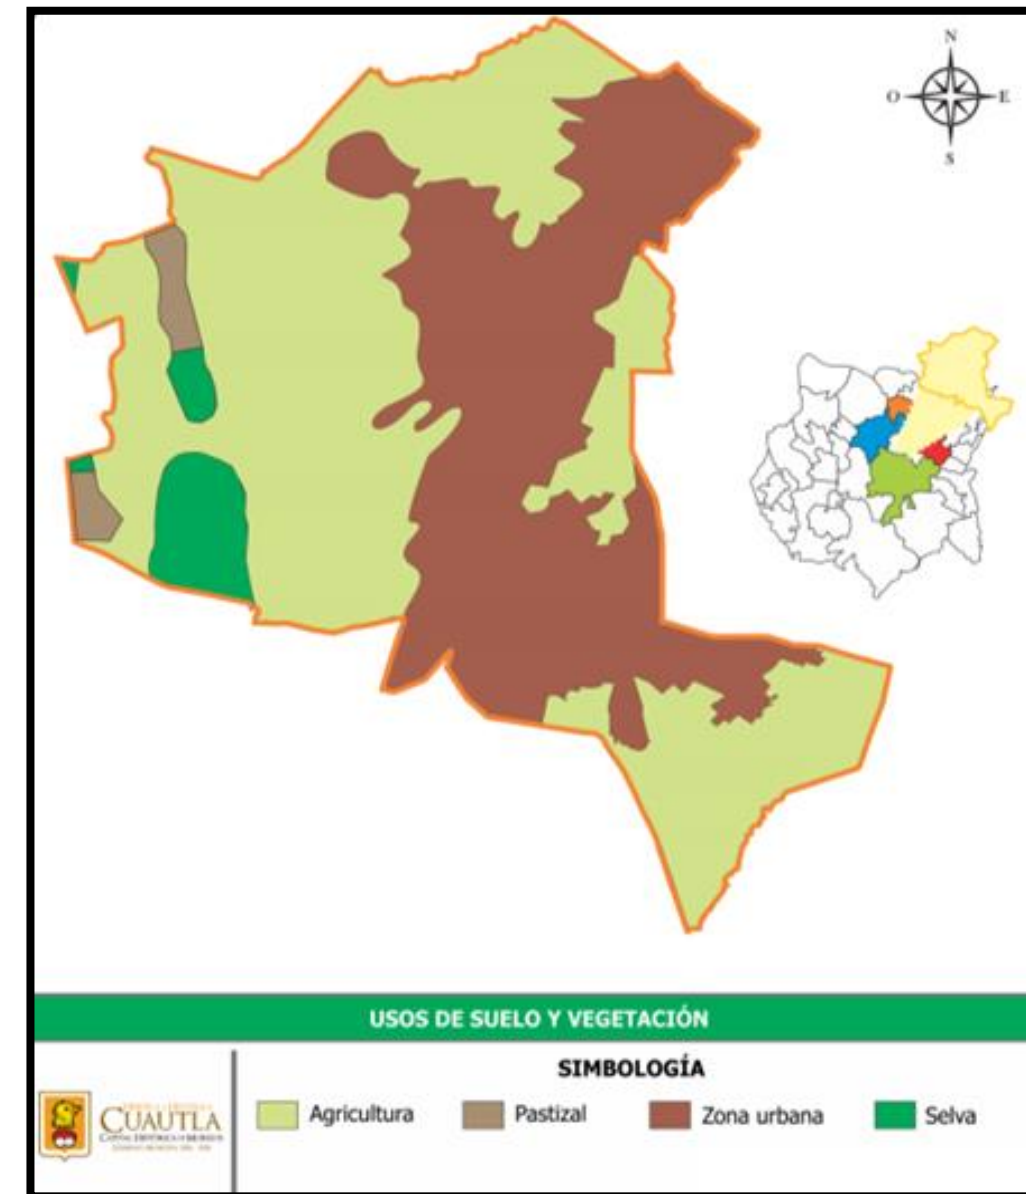 N
O
E
S
USOS DE SUELO Y VEGETACIÓN
SIMBOLOGÍA
CUAUTLA
Agricultura
Pastizal
Zona urbana
Selva